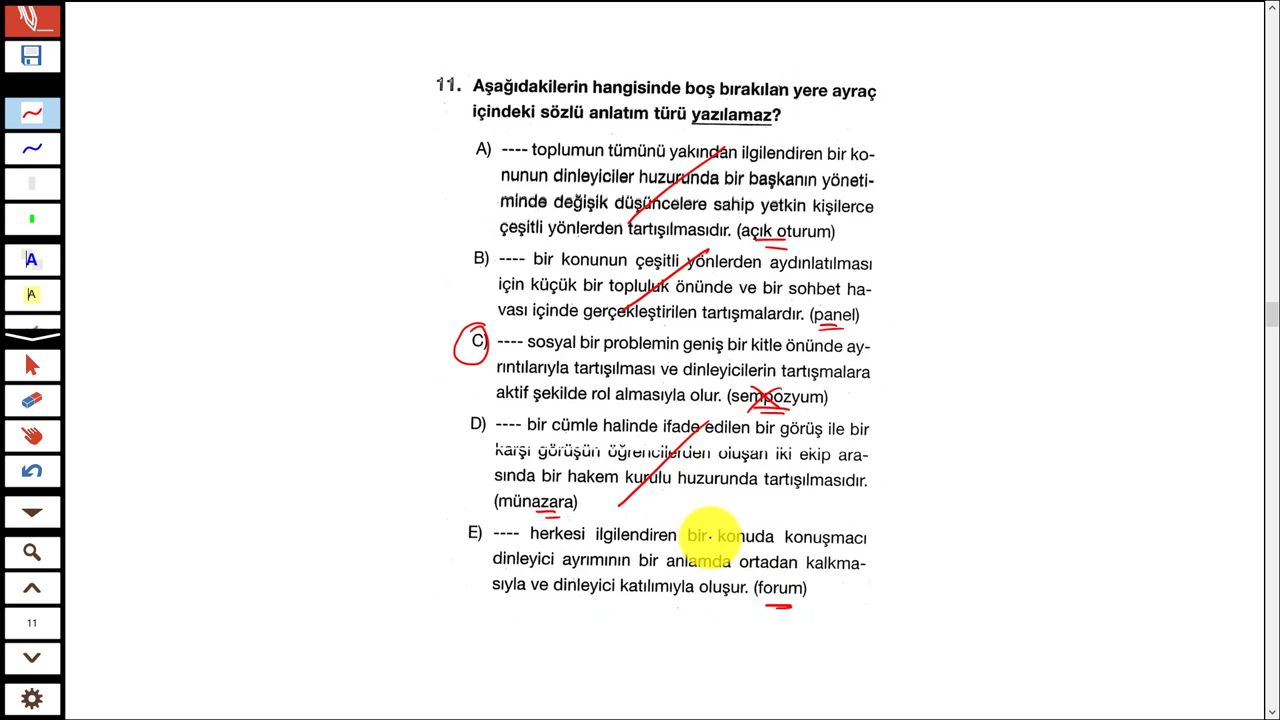 11. Aşağıdakilerin hangisinde boş bırakılan yere ayraç
içindeki sözlü anlatım türü yazılamaz?
A) ---- toplumun tümünü yakından ilgilendiren bir ko-
nunun dinleyiciler huzurunda bir başkanın yöneti-
minde değişik düşüncelere sahip yetkin kişilerce
çeşitli yönlerden tartışılmasıdır. (açık oturum)
B) ---- bir konunun çeşitli yönlerden aydınlatılması
için küçük bir topluluk önünde ve bir sohbet ha-
vası içinde gerçekleştirilen tartışmalardır. (panel)
C) ---- sosyal bir problemin geniş bir kitle önünde ay-
rıntılarıyla tartışılması ve dinleyicilerin tartışmalara
aktif şekilde rol almasıyla olur. (sempozyum)
D) ---- bir cümle halinde ifade edilen bir görüş ile bir
karşı görüşün öğrencilerden oluşan iki ekip ara-
sında bir hakem kurulu huzurunda tartışılmasıdır.
(münazara)
E) ---- herkesi ilgilendiren bir konuda konuşmacı
dinleyici ayrımının bir anlamda ortadan kalkma-
sıyla ve dinleyici katılımıyla oluşur. (forum)
A
A
11